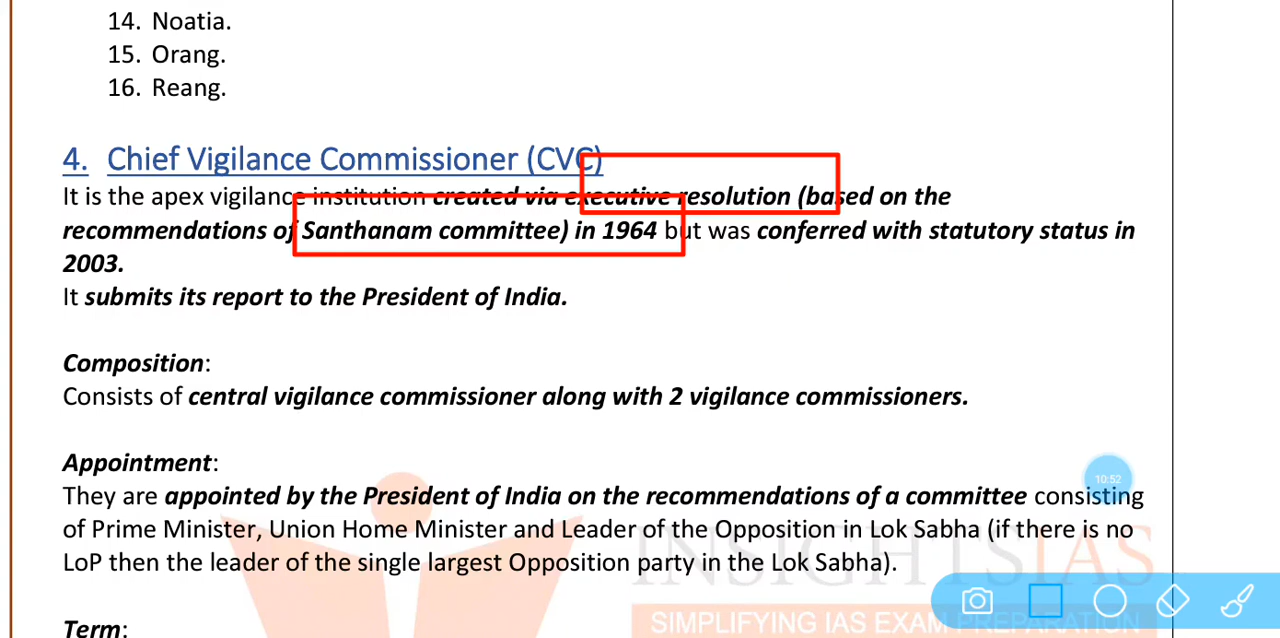 14. Noatia.
15. Orang.
16. Reang.
4. Chief Vigilance Commissioner (CVC)
It is the apex vigilance institution created via executive resolution (based on the
recommendations of Santhanam committee) in 1964 but was conferred with statutory status in
2003.
It submits its report to the President of India.
Composition:
Consists of central vigilance commissioner along with 2 vigilance commissioners.
Appointment:
10:52
They are appointed by the President of India on the recommendations of a committee consisting
of Prime Minister, Union Home Minister and Leader of the Opposition in Lok Sabha (if there is no
LoP then the leader of the single largest Opposition party in the Lok Sabha).
INSIGHTSIAS
SIMPLIFYING IAS EXAM PREPARATION
Term: